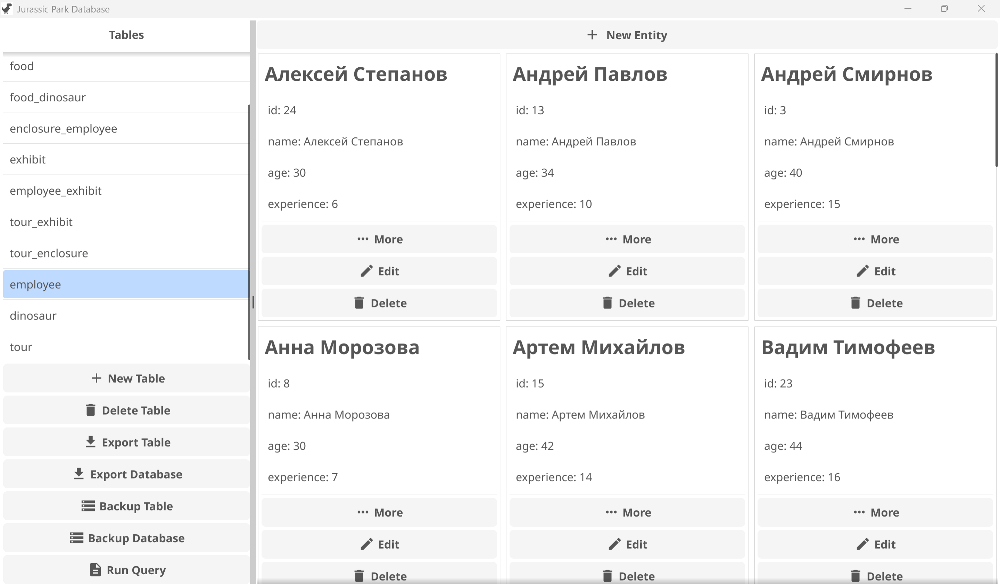 Jurassic Park Database
Tables
food
food_dinosaur
enclosure_employee
exhibit
employee_exhibit
tour_exhibit
tour_enclosure
employee
dinosaur
tour
New Table
Delete Table
Export Table
Export Database
Backup Table
Backup Database
Run Query
New Entity
Алексей Степанов
id: 24
name: Алексей Степанов
age: 30
experience: 6
More
Edit
Delete
Андрей Павлов
id: 13
name: Андрей Павлов
age: 34
experience: 10
More
Edit
Delete
Андрей Смирнов
id: 3
name: Андрей Смирнов
age: 40
experience: 15
More
Edit
Delete
Анна Морозова
id: 8
name: Анна Морозова
age: 30
experience: 7
More
Edit
Delete
Артем Михайлов
id: 15
name: Артем Михайлов
age: 42
experience: 14
More
Edit
Delete
Вадим Тимофеев
id: 23
name: Вадим Тимофеев
age: 44
experience: 16
More
Edit
Delete